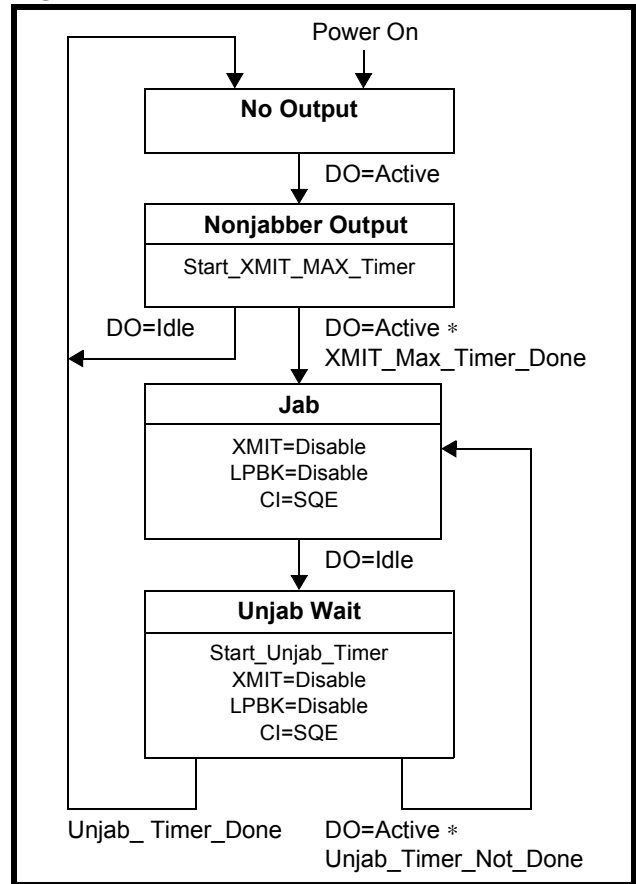 Power On
No Output
DO=Active
Nonjabber Output
Start_XMIT_MAX_Timer
DO=Idle
DO=Active *
XMIT_Max_Timer_Done
Jab
XMIT=Disable
LPBK=Disable
CI=SQE
DO=Idle
Unjab Wait
Start_Unjab_Timer
XMIT=Disable
LPBK=Disable
CI=SQE
Unjab_ Timer_Done
DO=Active *
Unjab_Timer_Not_Done